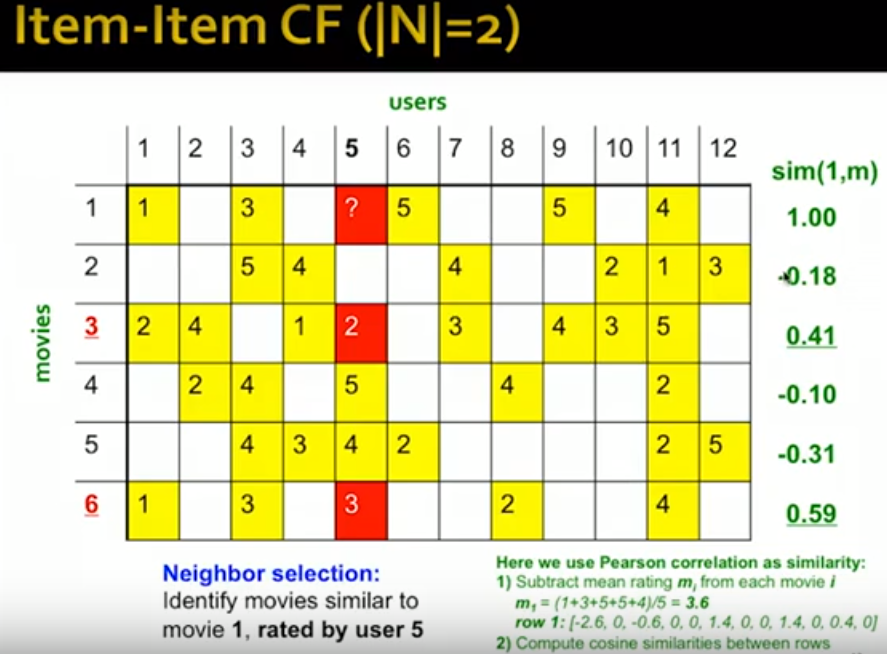 Item-Item CF (|N|=2)
users
1 2 3 4 5 6 7 8 9 10 11 12
sim(1,m)
1 1 3 ? 5 5 4 1.00
2 5 4 4 2 1 3 -0.18
movies
3 2 4 1 2 3 4 3 5 0.41
4 2 4 5 4 2 -0.10
5 4 3 4 2 2 5 -0.31
6 1 3 3 2 4 0.59
Neighbor selection:
Identify movies similar to
movie 1, rated by user 5
Here we use Pearson correlation as similarity:
1) Subtract mean rating mᵢ from each movie i
m₁ = (1+3+5+5+4)/5 = 3.6
row 1: [-2.6, 0, -0.6, 0, 0, 1.4, 0, 0, 1.4, 0, 0.4, 0]
2) Compute cosine similarities between rows